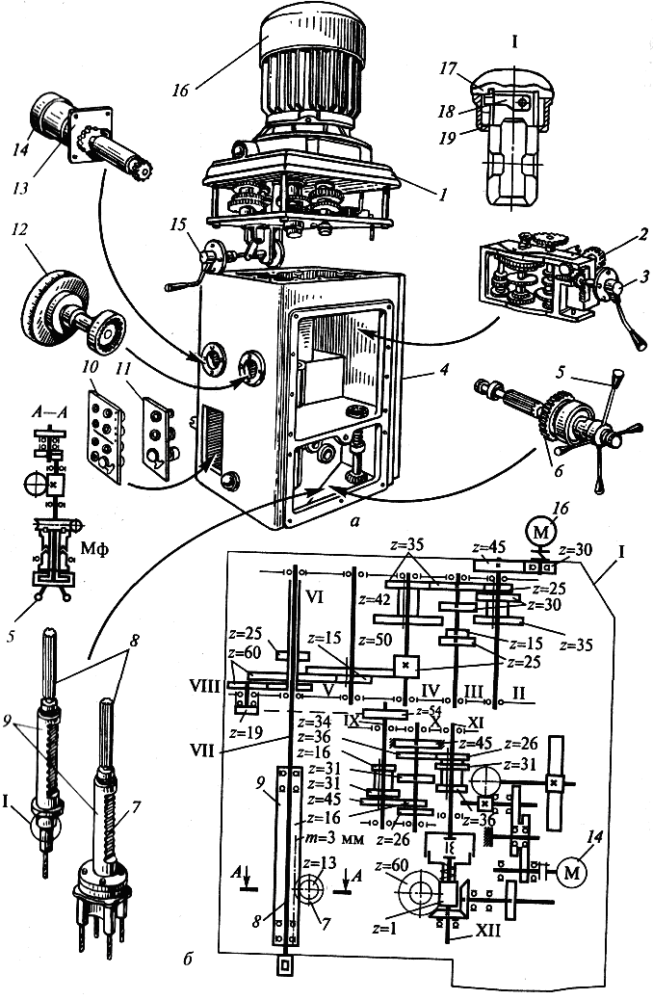 16
I
17
18
19
14
13
1
12
15
2
3
10
11
4
5
A—A
6
а
Мф
5
16
M
z=35
z=45
z=30
I
z=25
z=42
z=30
VI
z=25
z=15
z=50
z=15
z=35
z=60
z=25
8
VIII
V
IV
III
II
z=54
z=19
z=34
IX
X
XI
9
VII
z=36
z=45
z=26
z=16
z=31
z=31
9
z=31
I
7
z=45
z=36
z=16
z=26
m=3 мм
14
z=13
z=60
M
A
A
8
7
z=1
XII
б